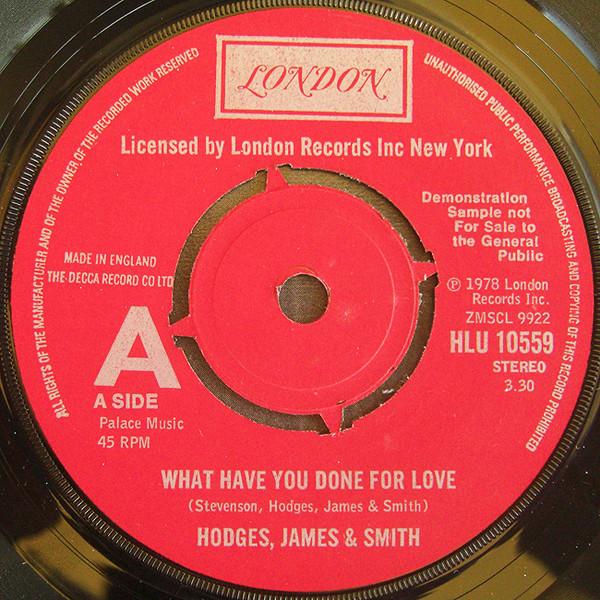 LONDON
ALL RIGHTS OF THE MANUFACTURER AND OF THE OWNER OF THE RECORDED WORK RESERVED
UNAUTHORISED PUBLIC PERFORMANCE BROADCASTING AND COPYING OF THIS RECORD PROHIBITED
Licensed by London Records Inc New York
Demonstration
Sample not
For Sale to
the General
Public
MADE IN ENGLAND
THE DECCA RECORD CO LTD
℗ 1978 London
Records Inc.
ZMSCL 9922
HLU 10559
STEREO
3.30
A
A SIDE
Palace Music
45 RPM
WHAT HAVE YOU DONE FOR LOVE
(Stevenson, Hodges, James & Smith)
HODGES, JAMES & SMITH